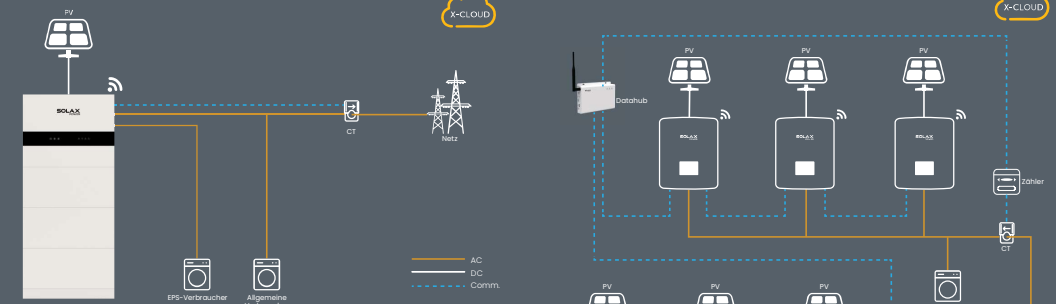 PV
X-CLOUD
SOLAX
CT
Netz
EPS-Verbraucher
Allgemeine
AC
DC
Comm.
X-CLOUD
PV
PV
PV
Datahub
SOLAX
SOLAX
SOLAX
Zähler
CT
PV
PV
PV